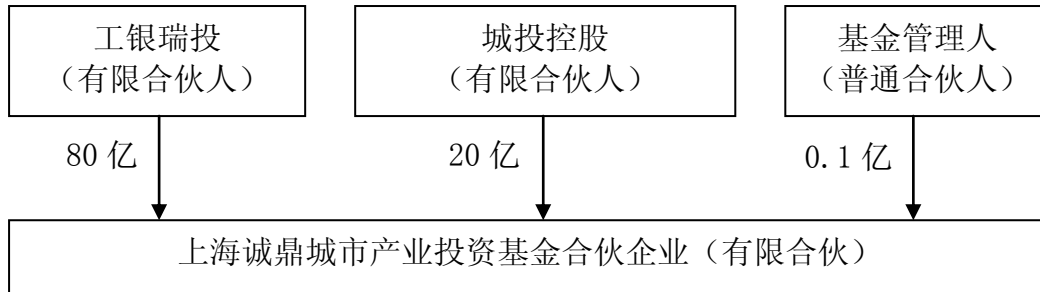 工银瑞投
（有限合伙人）
城投控股
（有限合伙人）
基金管理人
（普通合伙人）
80 亿
20 亿
0.1 亿
上海诚鼎城市产业投资基金合伙企业（有限合伙）